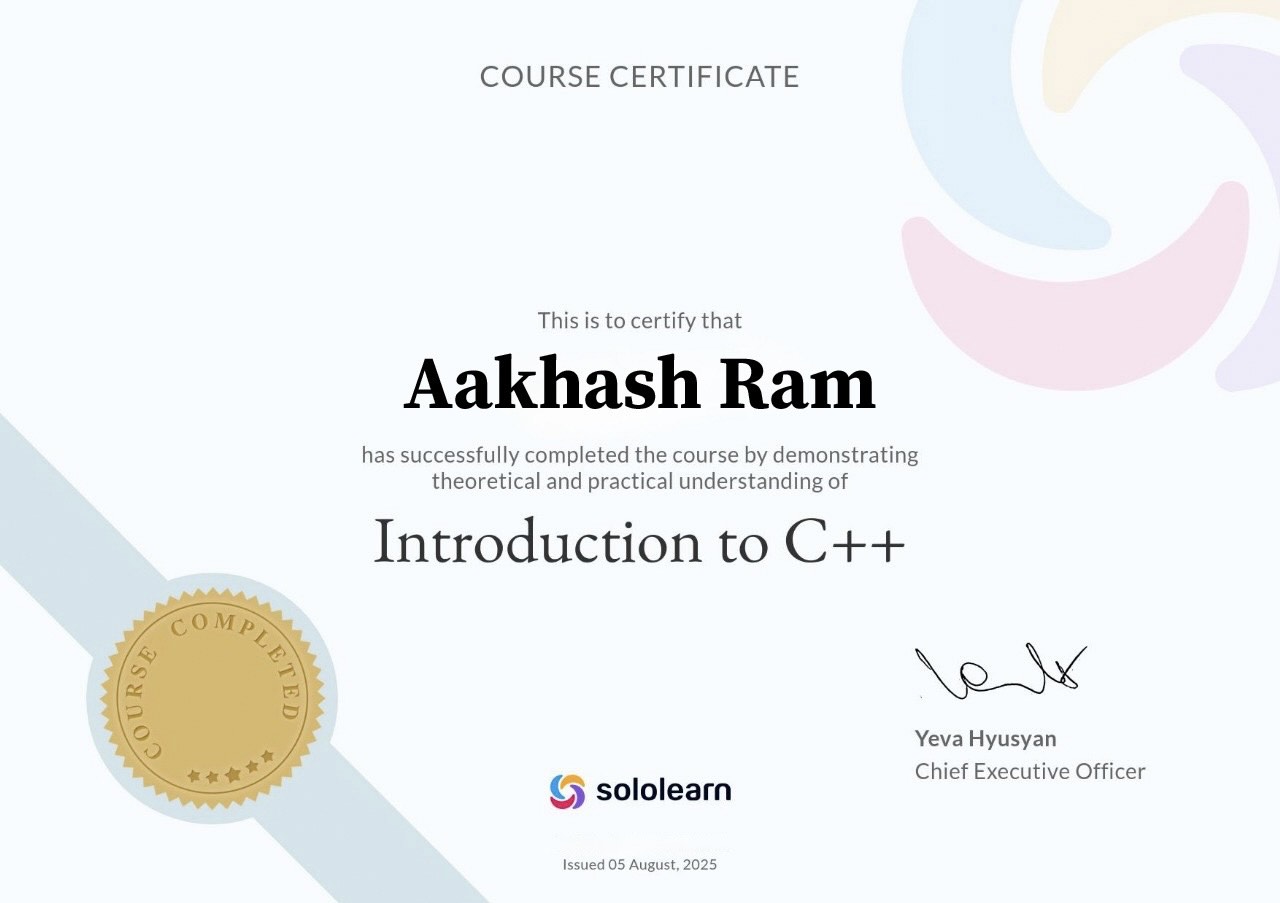 COURSE CERTIFICATE
This is to certify that
Aakhash Ram
has successfully completed the course by demonstrating
theoretical and practical understanding of
Introduction to C++
COURSE COMPLETED
Yeva Hyusyan
Chief Executive Officer
sololearn
Issued 05 August, 2025